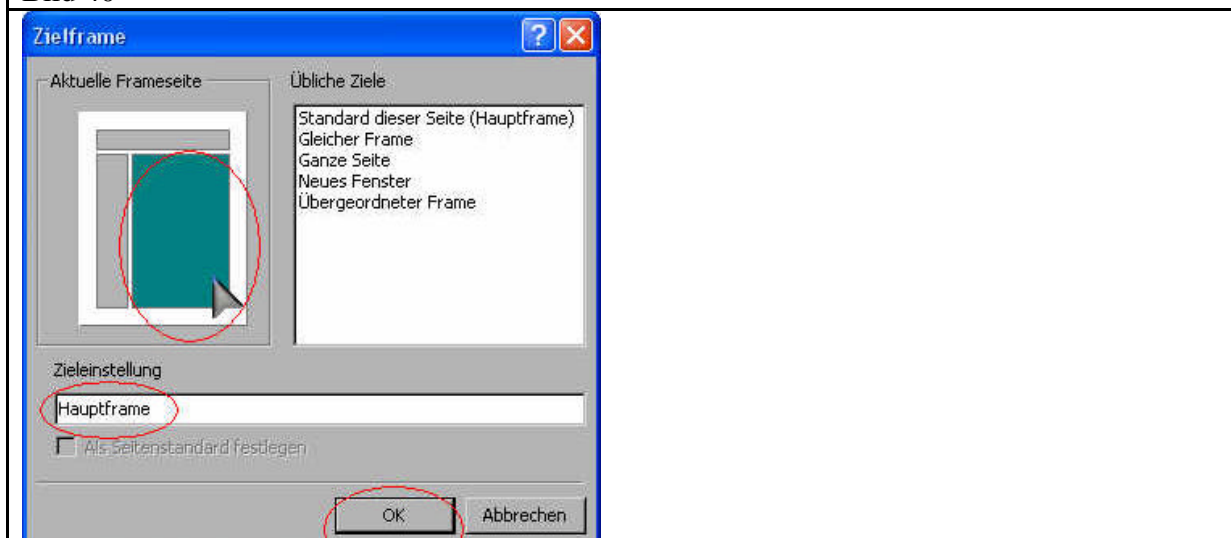 Zielframe
Aktuelle Frameseite
Übliche Ziele
Standard dieser Seite (Hauptframe)
Gleicher Frame
Ganze Seite
Neues Fenster
Übergeordneter Frame
Zieleinstellung
Hauptframe
Als Seitenstandard festlegen
OK
Abbrechen